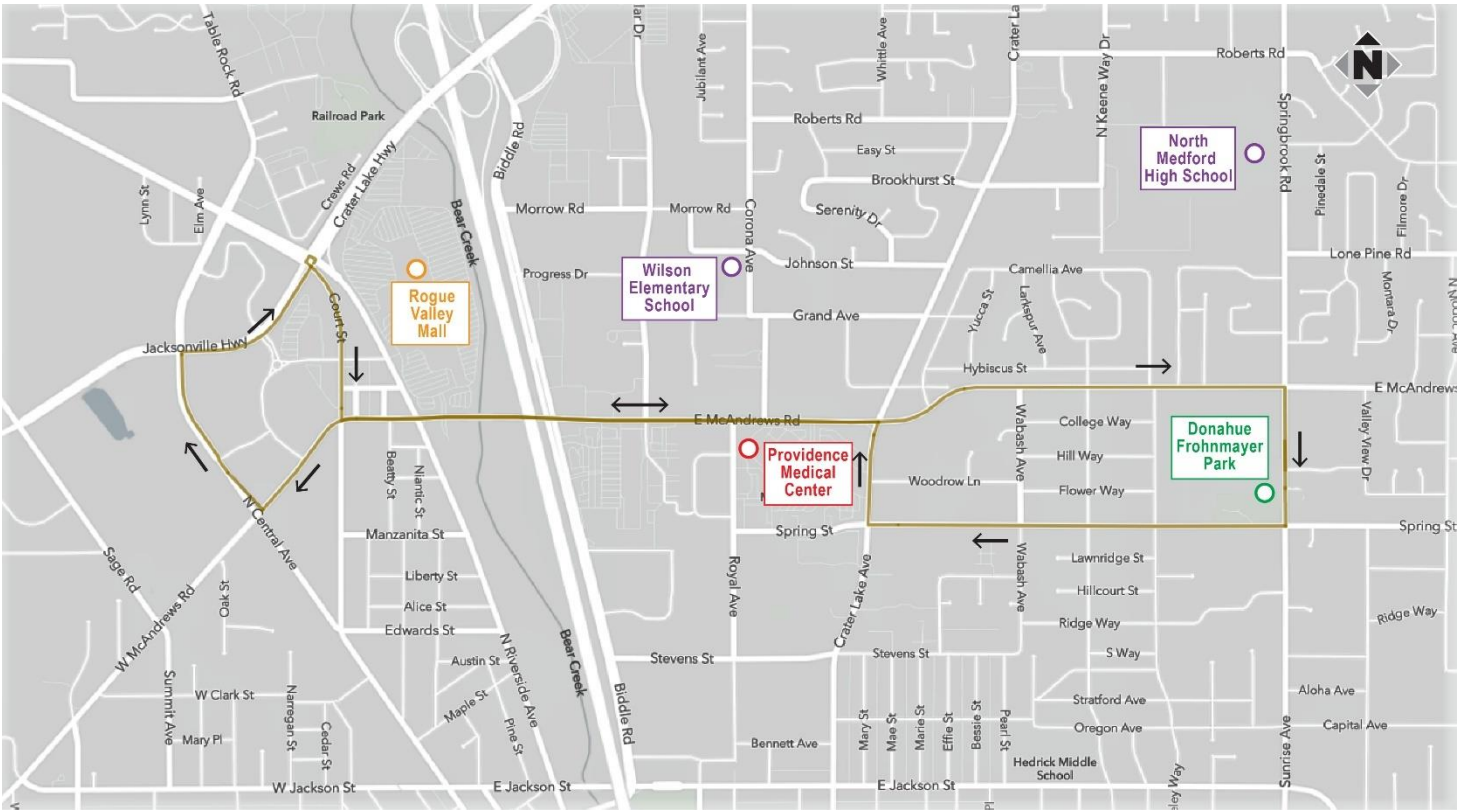 Table Rock Rd
lar Dr
Jubilant Ave
Whittle Ave
Crater La
N Keene Way Dr
Roberts Rd
N
Railroad Park
Biddle Rd
Roberts Rd
Springbrook Rd
Crews Rd
Crater Lake Hwy
Easy St
North
Medford
High School
Pinedale St
Filmore Dr
Lynn St
Elm Ave
Brookhurst St
Bear Creek
Morrow Rd
Morrow Rd
Corona Ave
Serenity Dr
Lone Pine Rd
Progress Dr
Wilson
Elementary
School
Johnson St
Camellia Ave
Montara Dr
Rogue
Valley
Mall
Court St
Grand Ave
Yucca St
Larkspur Ave
Jacksonville Hwy
Hybiscus St
E McAndrews
E McAndrews Rd
Wabash Ave
College Way
Donahue
Frohnmayer
Park
Valley View Dr
Providence
Medical
Center
Hill Way
Beatty St
Niantic St
Woodrow Ln
Flower Way
N Central Ave
Manzanita St
Spring St
Spring St
Sage Rd
Oak St
Liberty St
Royal Ave
Crater Lake Ave
Wabash Ave
Lawnridge St
Hillcourt St
W McAndrews Rd
Alice St
Edwards St
Ridge Way
Ridge Way
Bear Creek
N Riverside Ave
Austin St
Stevens St
Stevens St
S Way
Summit Ave
W Clark St
Narregan St
Cedar St
Maple St
Pine St
Biddle Rd
Stratford Ave
Aloha Ave
Mary Pl
Mary St
Mae St
Marie St
Effie St
Bessie St
Pearl St
Oregon Ave
Capital Ave
Bennett Ave
Hedrick Middle
School
Sunrise Ave
W Jackson St
E Jackson St
E Jackson St
ley Way
Pl